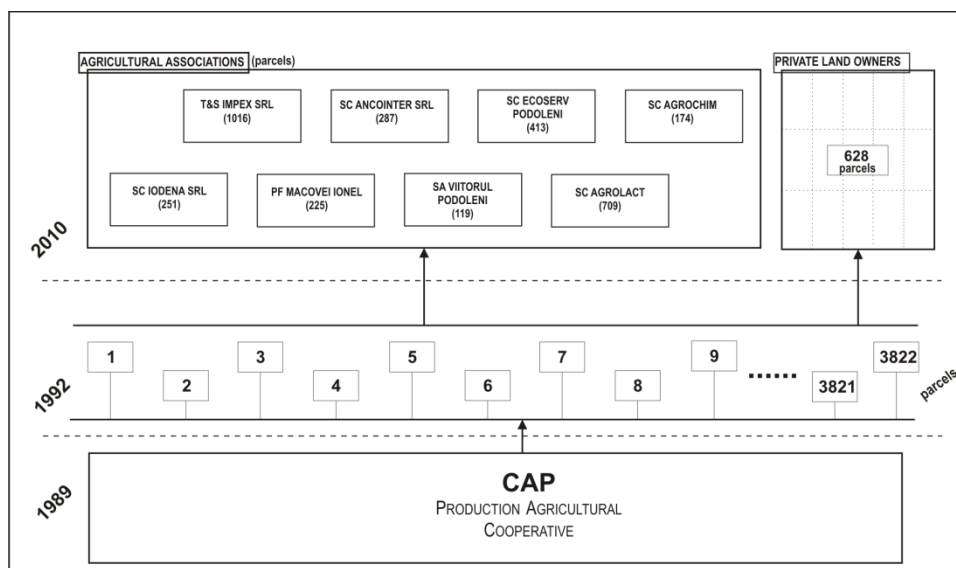 AGRICULTURAL ASSOCIATIONS (parcels)
PRIVATE LAND OWNERS
T&S IMPEX SRL
(1016)
SC ANCOINTER SRL
(287)
SC ECOSERV
PODOLENI
(413)
SC AGROCHIM
(174)
628
parcels
SC IODENA SRL
(251)
PF MACOVEI IONEL
(225)
SA VIITORUL
PODOLENI
(119)
SC AGROLACT
(709)
2010
1
2
3
4
5
6
7
8
9
3821
3822
parcels
1992
CAP
PRODUCTION AGRICULTURAL
COOPERATIVE
1989